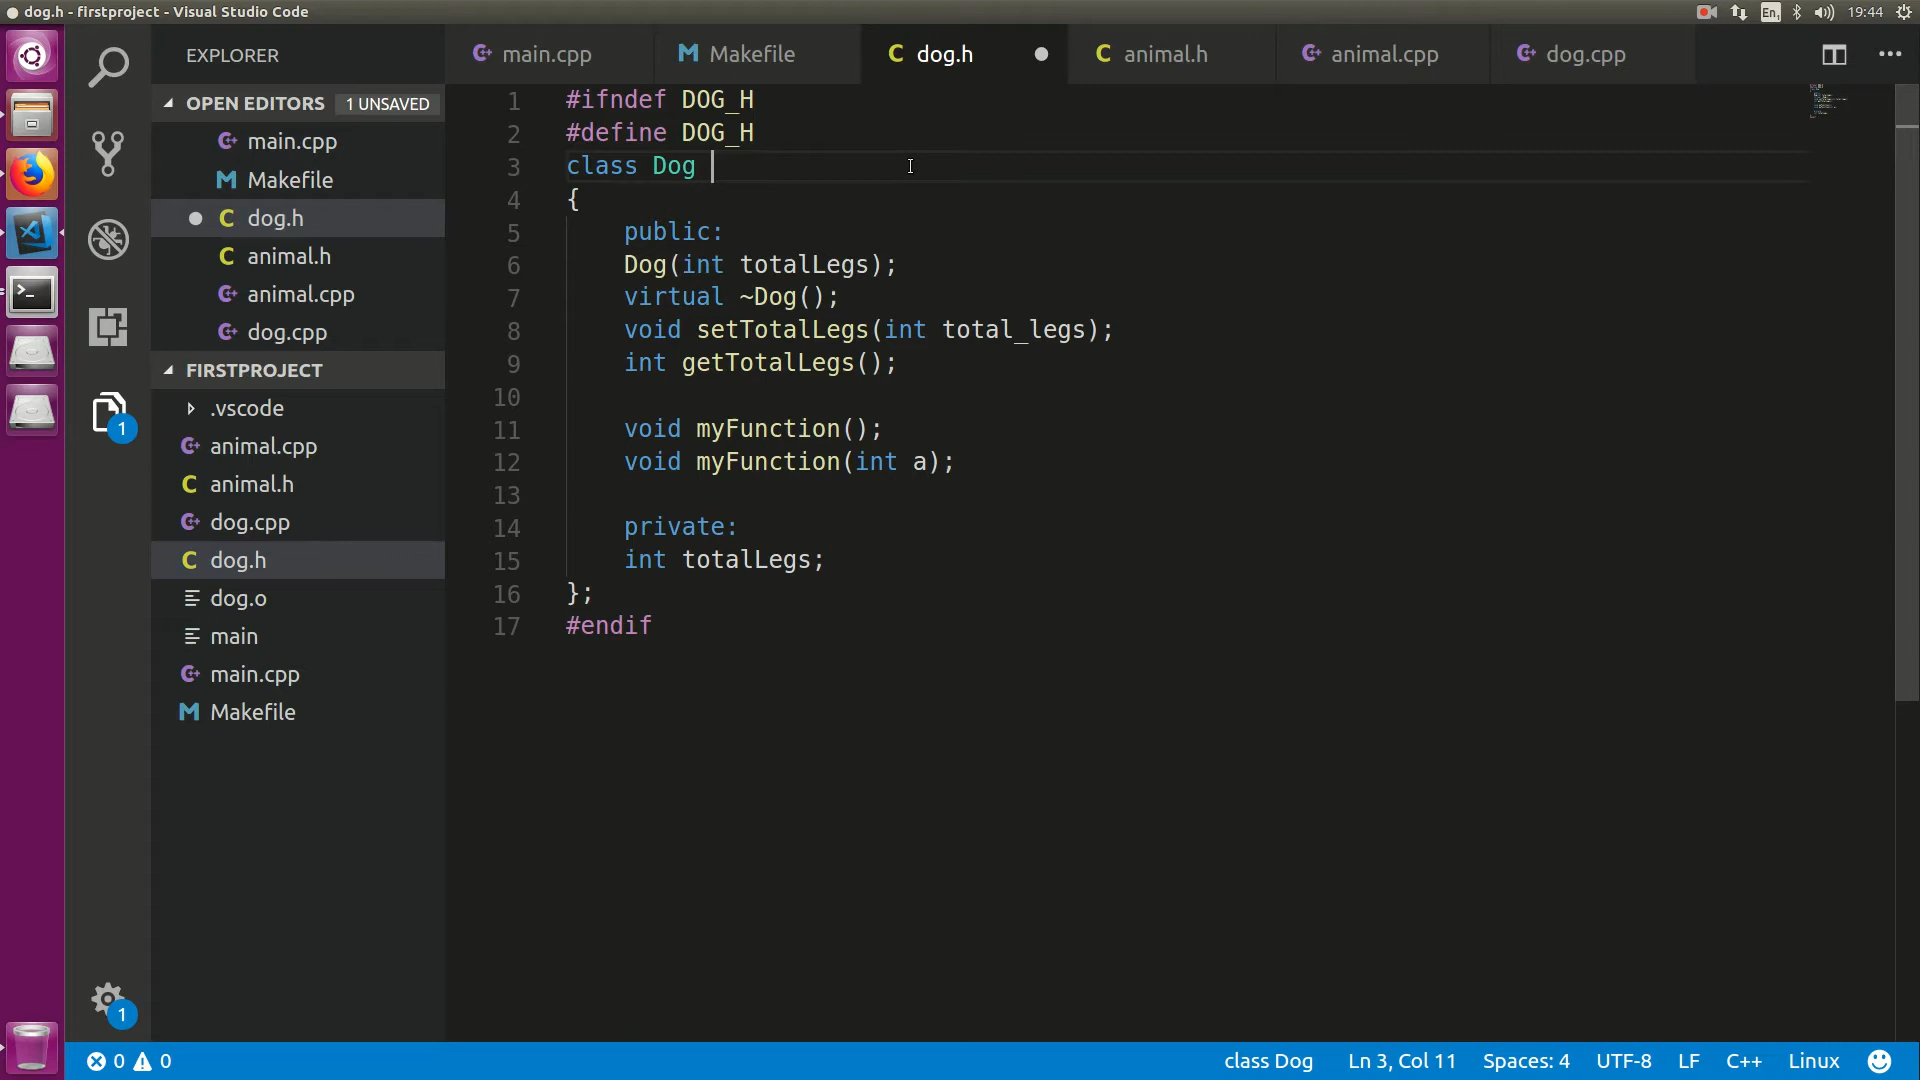 dog.h - firstproject - Visual Studio Code
En1
19:44
EXPLORER
OPEN EDITORS 1 UNSAVED
main.cpp
Makefile
dog.h
animal.h
animal.cpp
dog.cpp
FIRSTPROJECT
.vscode
animal.cpp
animal.h
dog.cpp
dog.h
dog.o
main
main.cpp
Makefile
1
1
main.cpp Makefile dog.h animal.h animal.cpp dog.cpp
1 #ifndef DOG_H
2 #define DOG_H
3 class Dog
4 {
5 public:
6 Dog(int totalLegs);
7 virtual ~Dog();
8 void setTotalLegs(int total_legs);
9 int getTotalLegs();
10
11 void myFunction();
12 void myFunction(int a);
13
14 private:
15 int totalLegs;
16 };
17 #endif
0 0
class Dog Ln 3, Col 11 Spaces: 4 UTF-8 LF C++ Linux